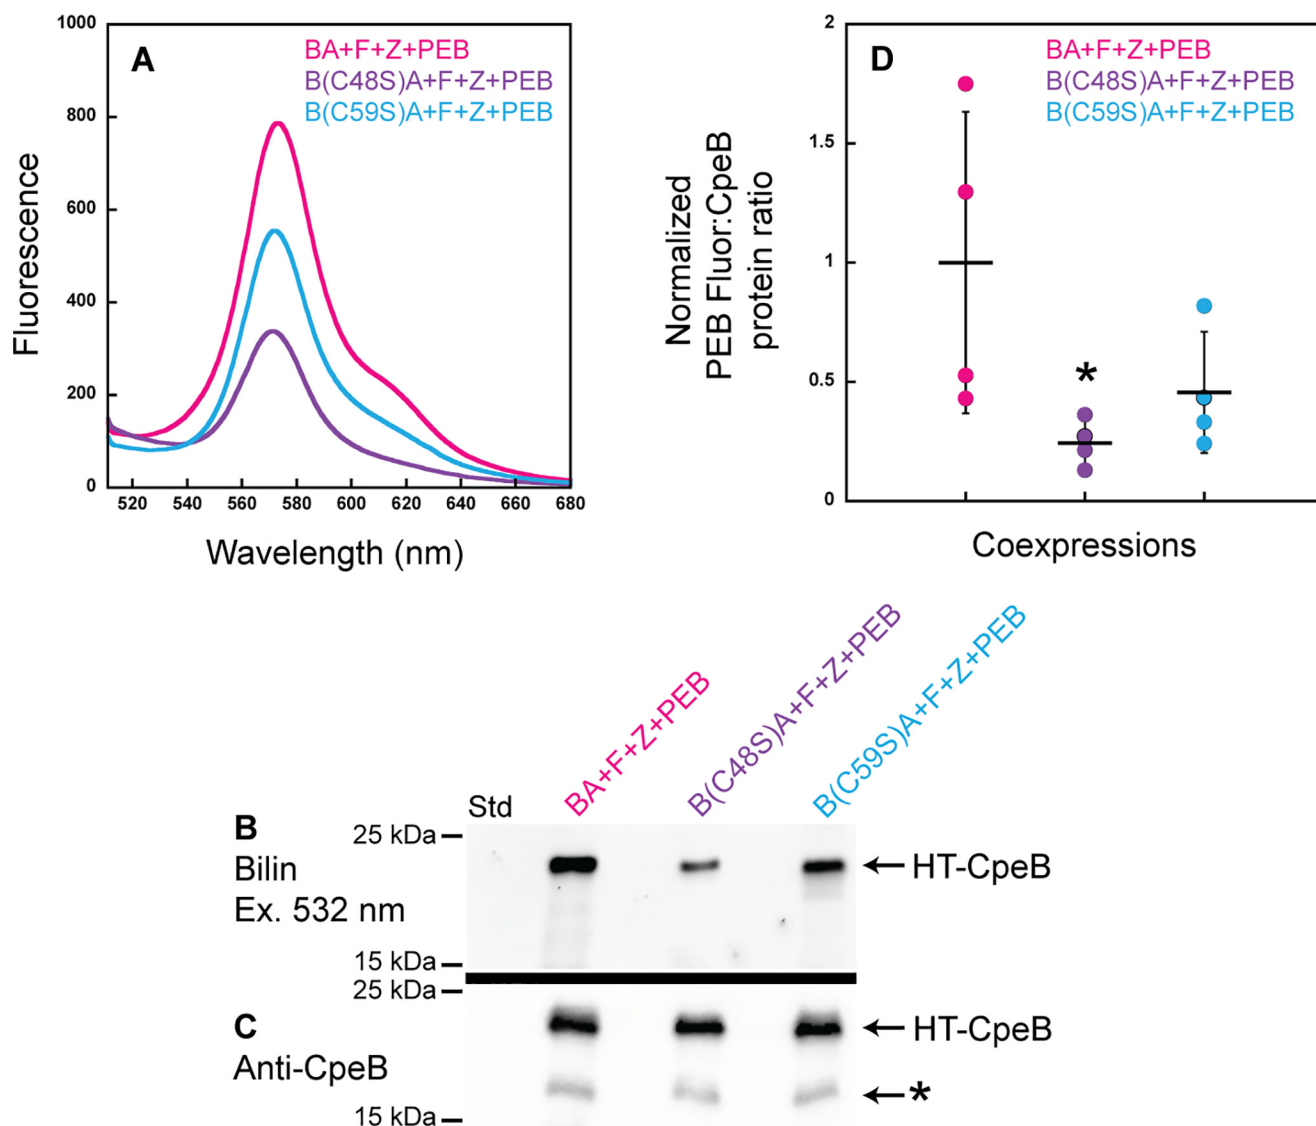 A
BA+F+Z+PEB
B(C48S)A+F+Z+PEB
B(C59S)A+F+Z+PEB
1000
800
600
400
200
0
Fluorescence
520 540 560 580 600 620 640 660 680
Wavelength (nm)
D
BA+F+Z+PEB
B(C48S)A+F+Z+PEB
B(C59S)A+F+Z+PEB
2
1.5
1
0.5
0
Normalized
PEB Fluor:CpeB
protein ratio
*
Coexpressions
Std
BA+F+Z+PEB
B(C48S)A+F+Z+PEB
B(C59S)A+F+Z+PEB
B
Bilin
Ex. 532 nm
25 kDa
15 kDa
HT-CpeB
C
Anti-CpeB
25 kDa
15 kDa
HT-CpeB
*